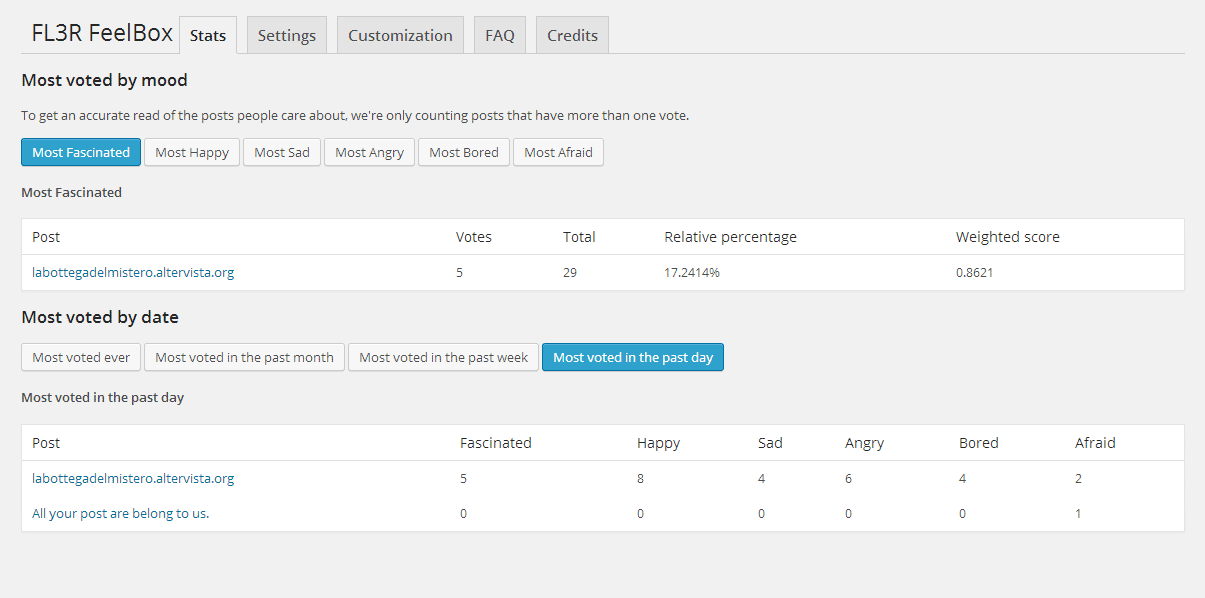 FL3R FeelBox Stats Settings Customization FAQ Credits
Most voted by mood
To get an accurate read of the posts people care about, we're only counting posts that have more than one vote.
Most Fascinated Most Happy Most Sad Most Angry Most Bored Most Afraid
Most Fascinated
Post Votes Total Relative percentage Weighted score
labottegadelmistero.altervista.org 5 29 17.2414% 0.8621
Most voted by date
Most voted ever Most voted in the past month Most voted in the past week Most voted in the past day
Most voted in the past day
Post Fascinated Happy Sad Angry Bored Afraid
labottegadelmistero.altervista.org 5 8 4 6 4 2
All your post are belong to us. 0 0 0 0 0 1